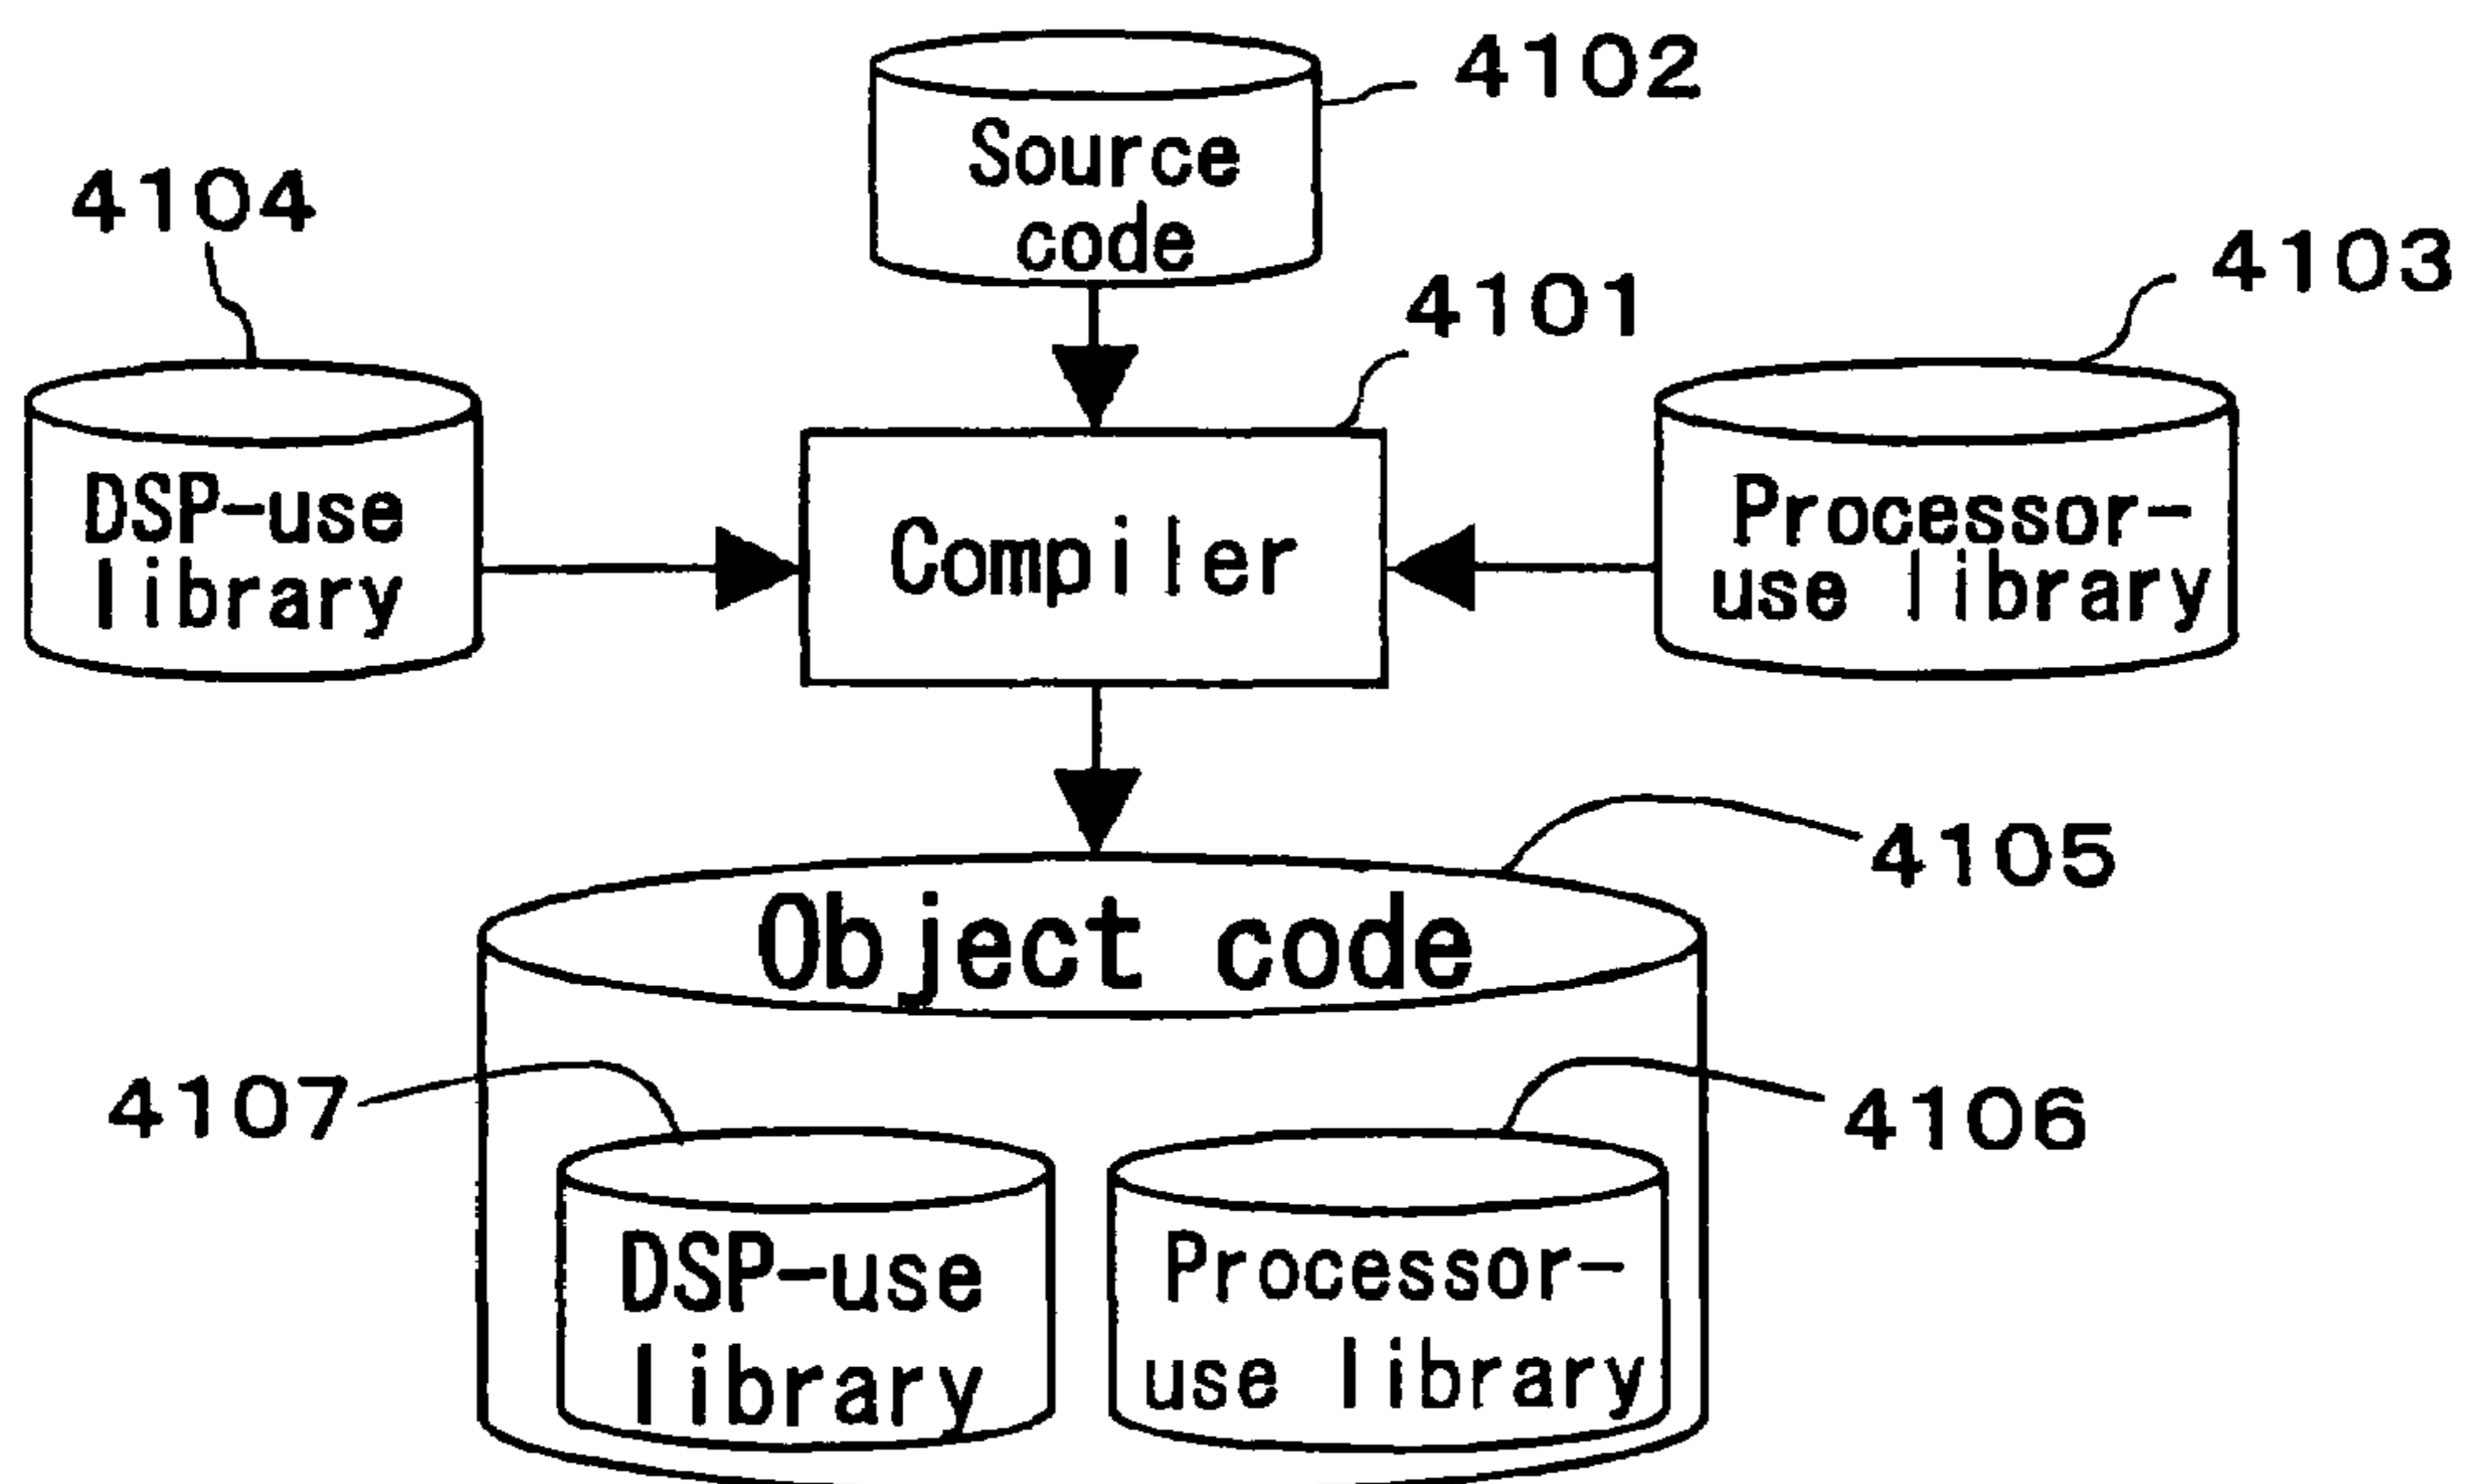 4102
Source
code
4104
4103
4101
DSP-use
library
Compiler
Processor-
use library
4105
Object code
4107
4106
DSP-use
library
Processor-
use library